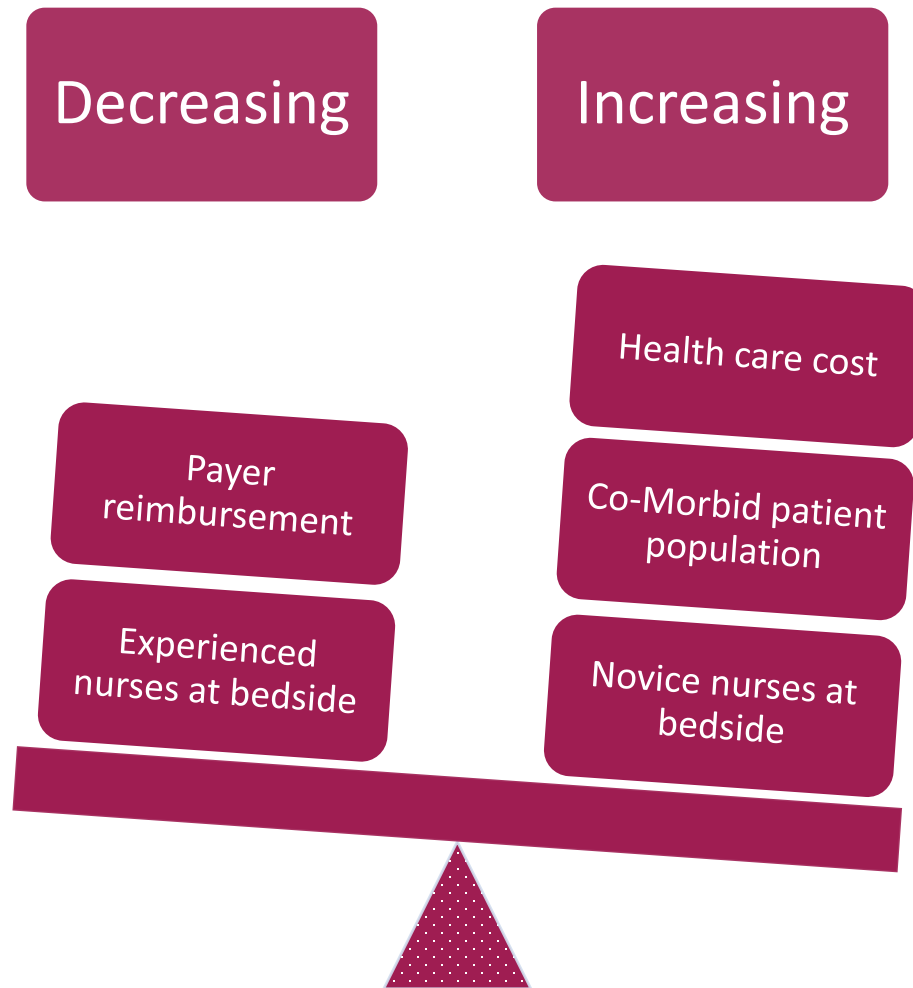 Decreasing
Increasing
Health care cost
Payer
reimbursement
Co-Morbid patient
population
Experienced
nurses at bedside
Novice nurses at
bedside